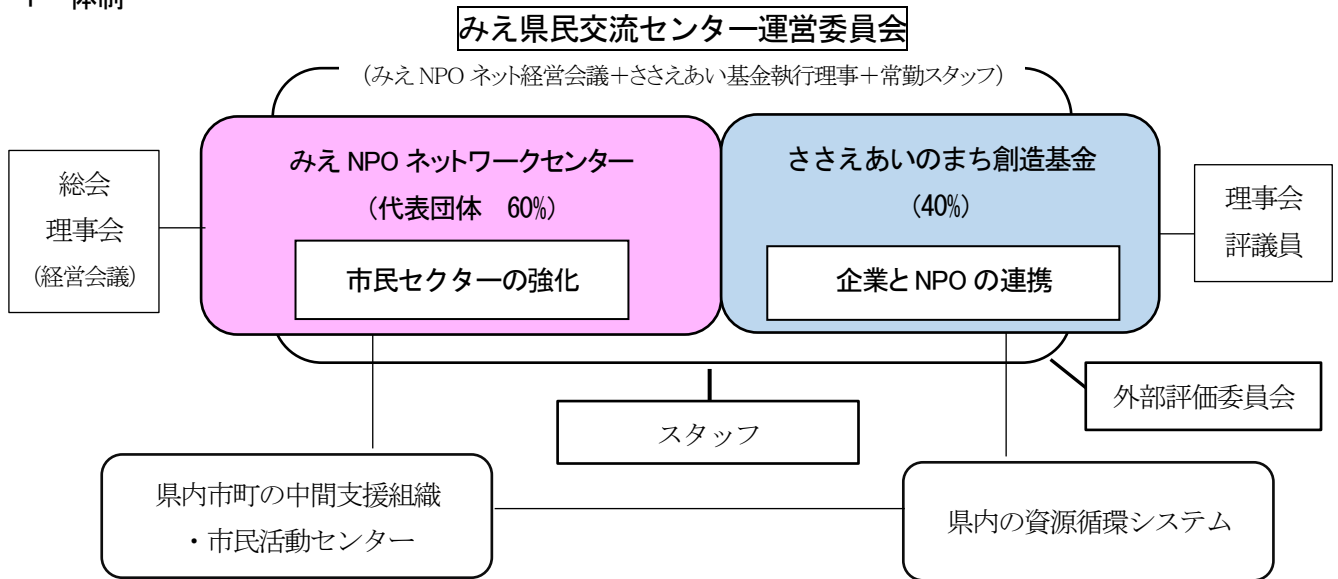 体制
みえ県民交流センター運営委員会
（みえ NPO ネット経営会議＋ささえあい基金執行理事＋常勤スタッフ）
みえ NPO ネットワークセンター
（代表団体　60%）
市民セクターの強化
ささえあいのまち創造基金
（40%）
企業と NPO の連携
総会
理事会
（経営会議）
理事会
評議員
外部評価委員会
スタッフ
県内市町の中間支援組織
・市民活動センター
県内の資源循環システム